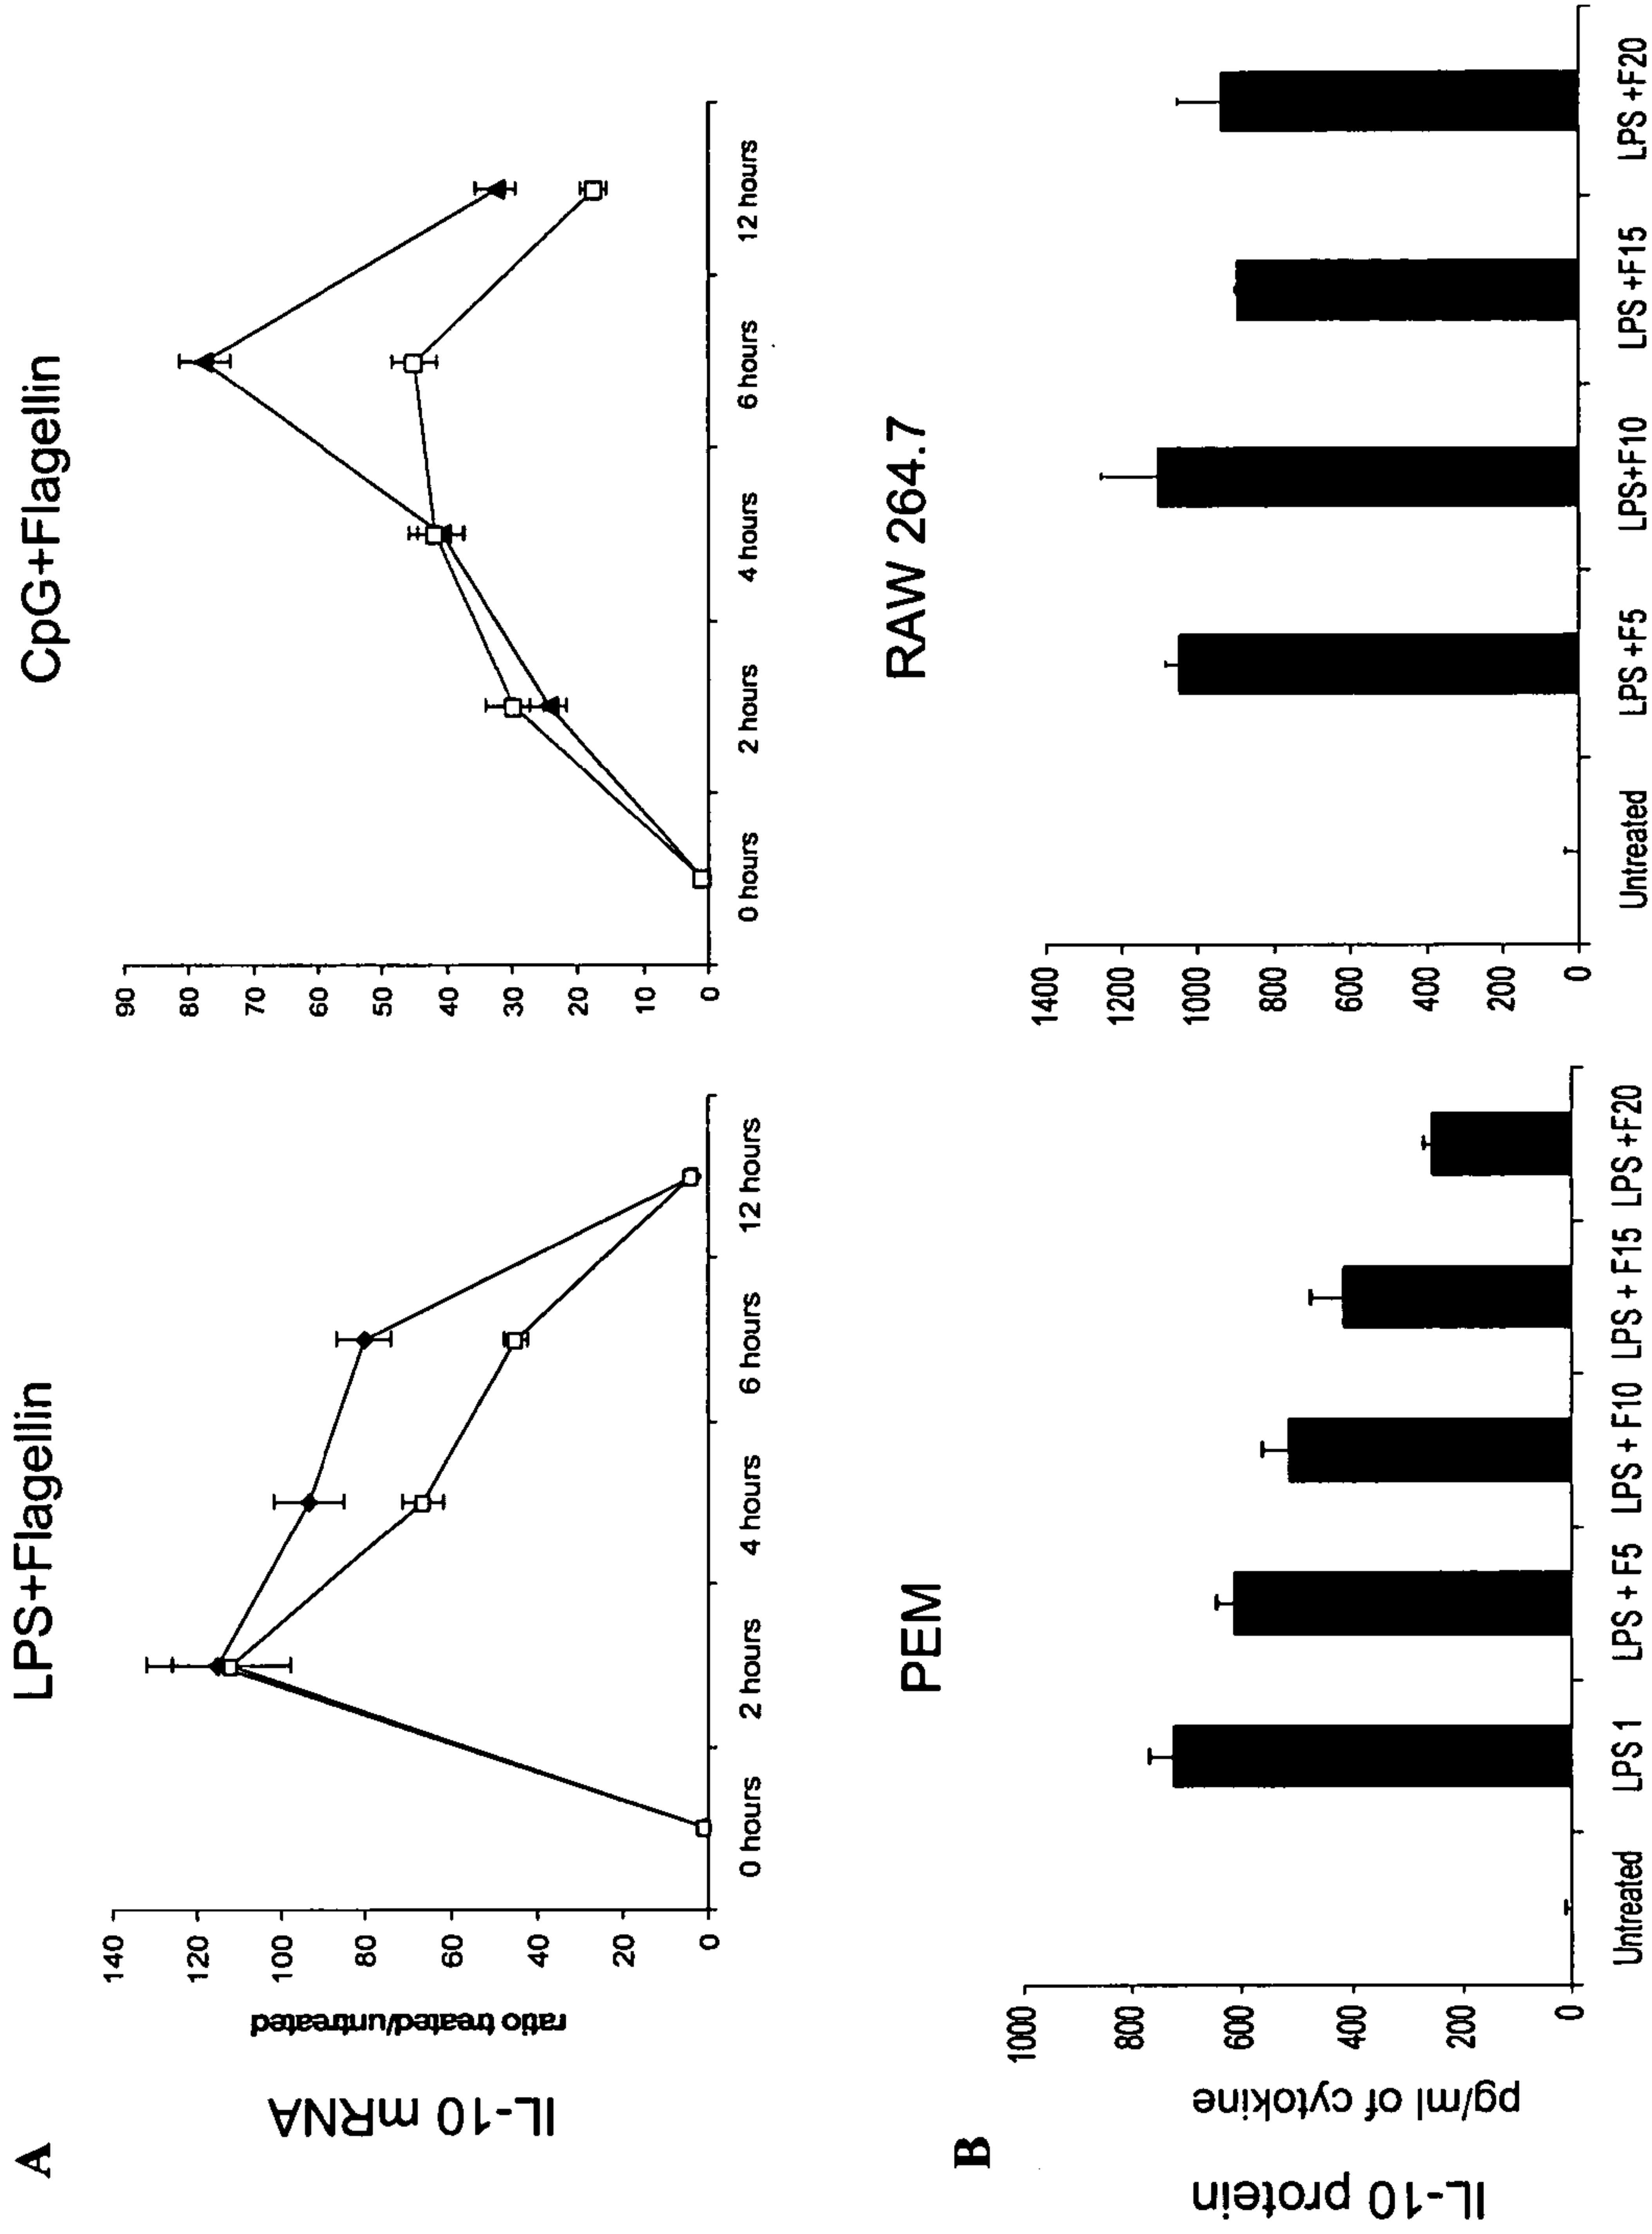 A
LPS+Flagellin
CpG+Flagellin
IL-10 mRNA
ratio treated/untreated
140
120
100
80
60
40
20
0
0 hours
2 hours
4 hours
6 hours
12 hours
90
80
70
60
50
40
30
20
10
0
0 hours
2 hours
4 hours
6 hours
12 hours
B
PEM
RAW 264.7
IL-10 protein
pg/ml of cytokine
1000
800
600
400
200
0
Untreated
LPS 1
LPS + F5
LPS + F10
LPS + F15
LPS +F20
1400
1200
1000
800
600
400
200
0
Untreated
LPS +F5
LPS+F10
LPS +F15
LPS +F20